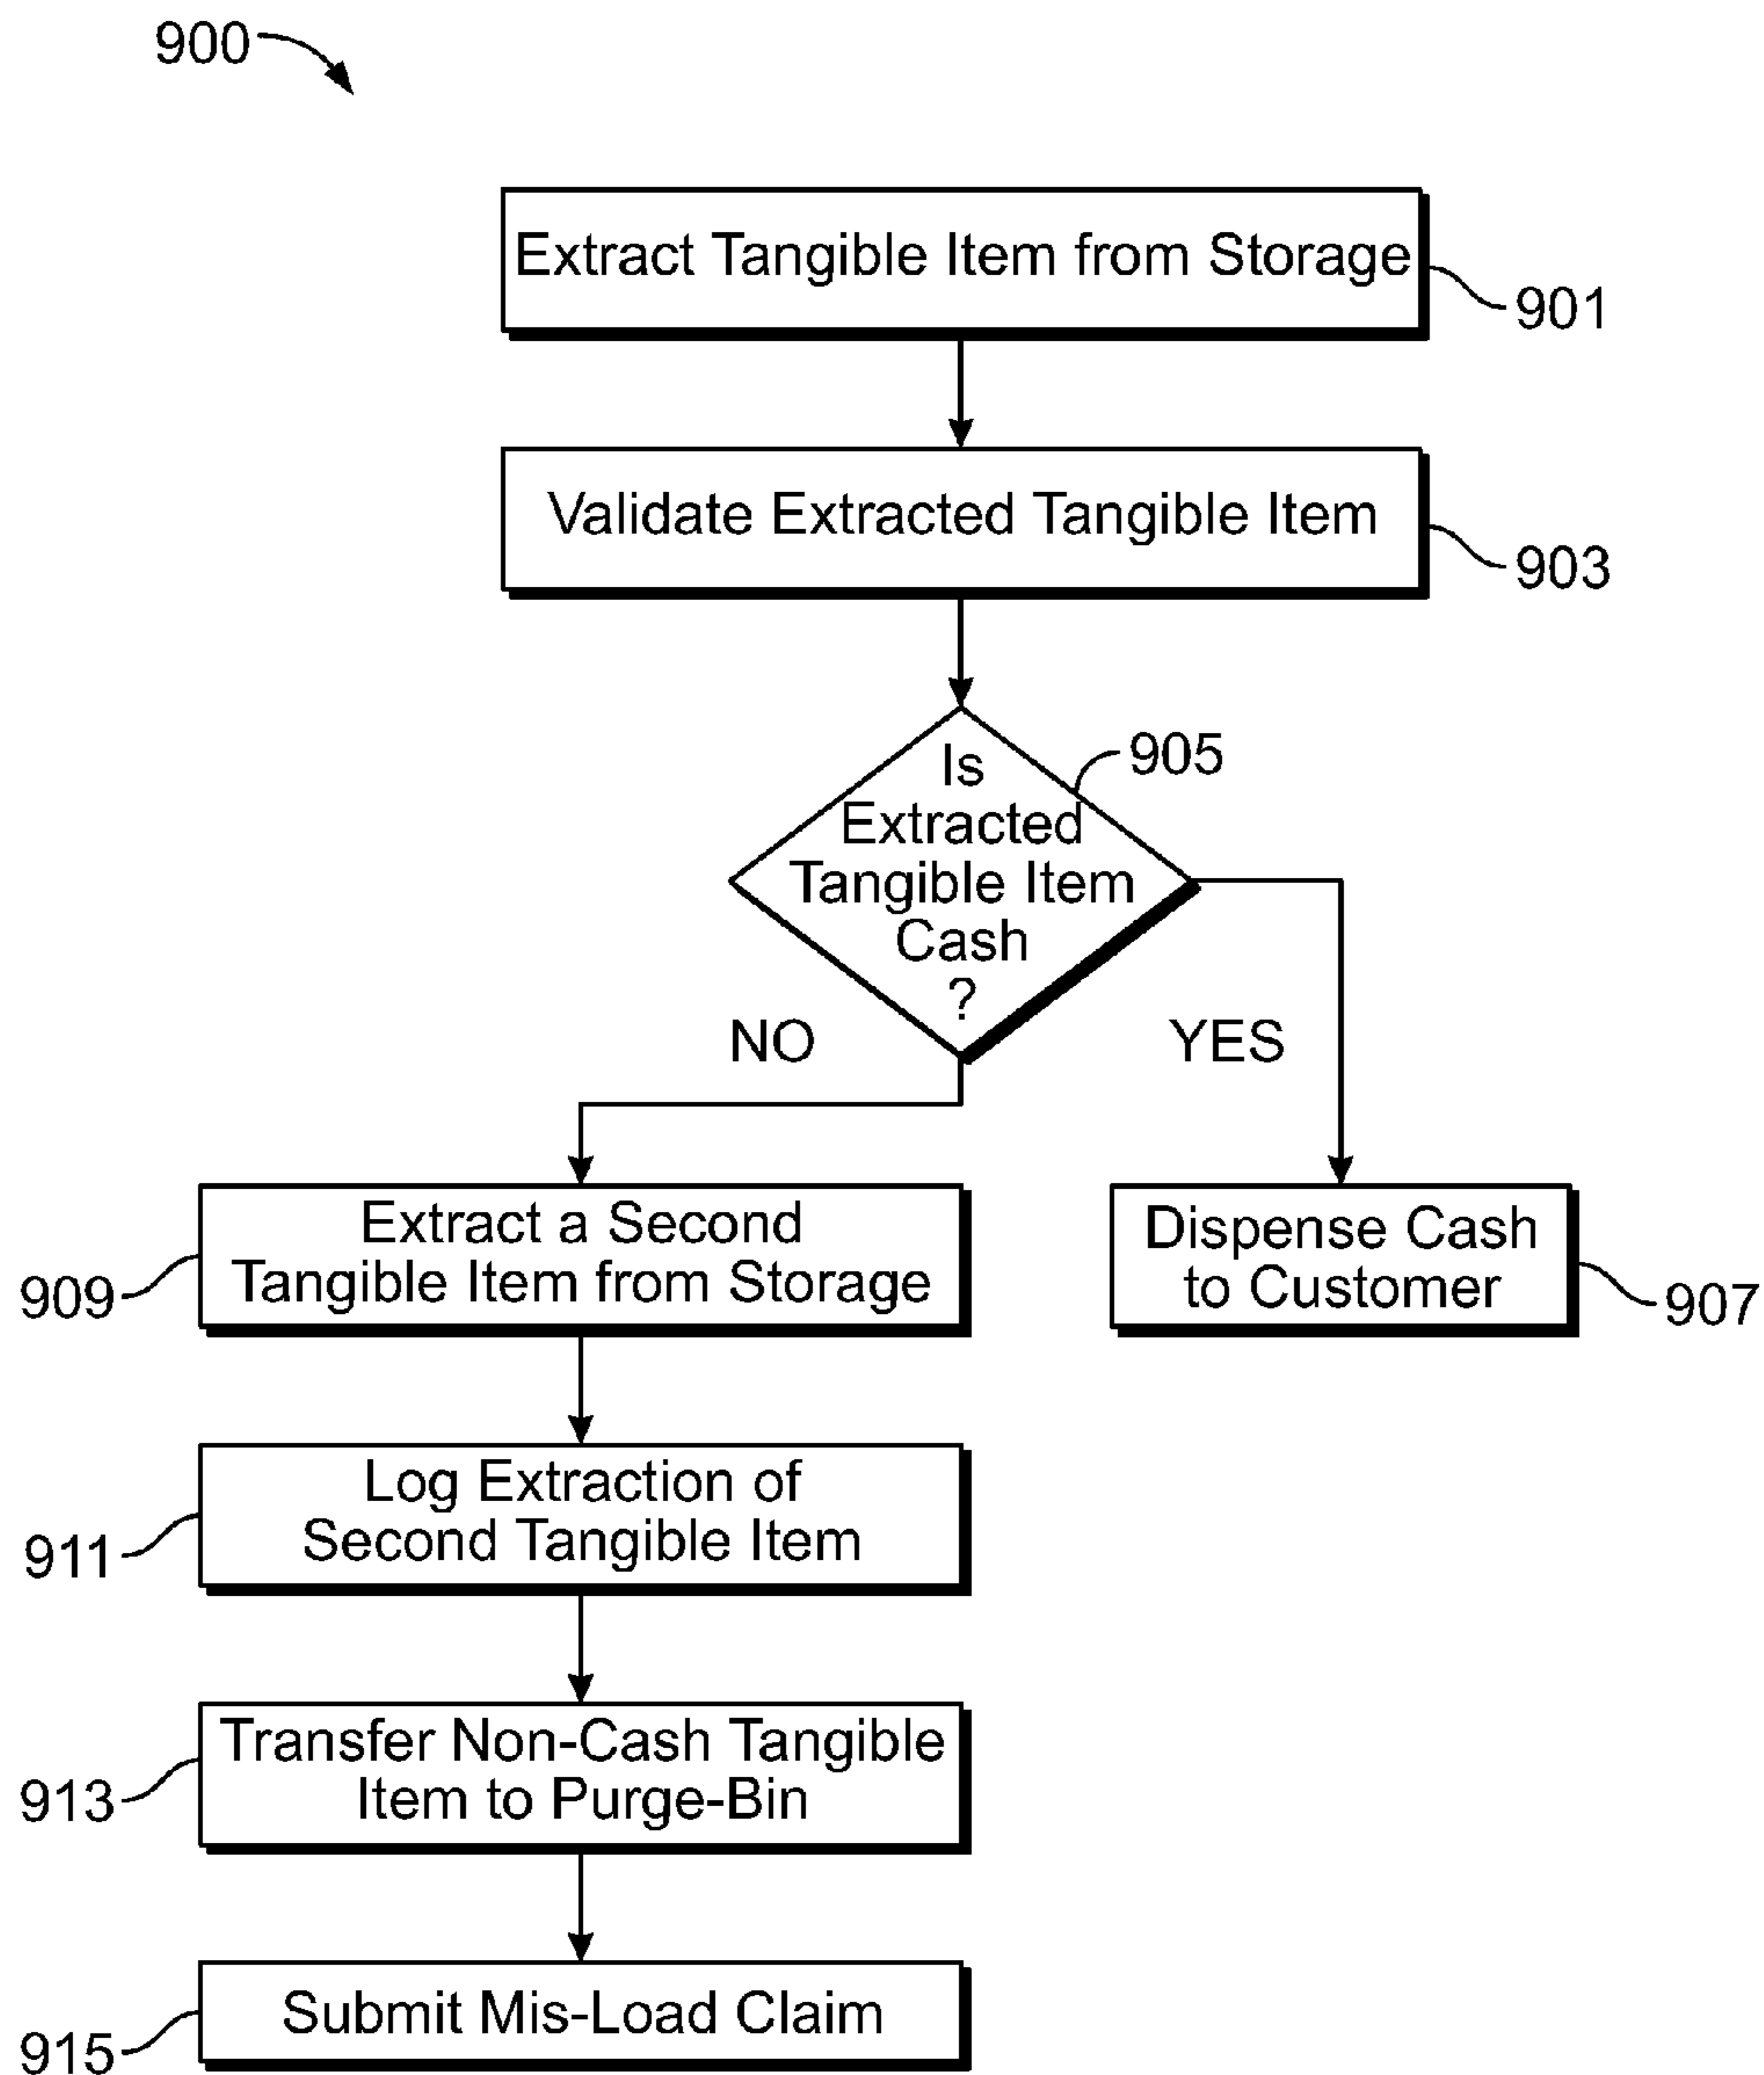 900
Extract Tangible Item from Storage
901
Validate Extracted Tangible Item
903
Is
Extracted
Tangible Item
Cash
?
905
NO
YES
Extract a Second
Tangible Item from Storage
909
Dispense Cash
to Customer
907
Log Extraction of
Second Tangible Item
911
Transfer Non-Cash Tangible
Item to Purge-Bin
913
Submit Mis-Load Claim
915